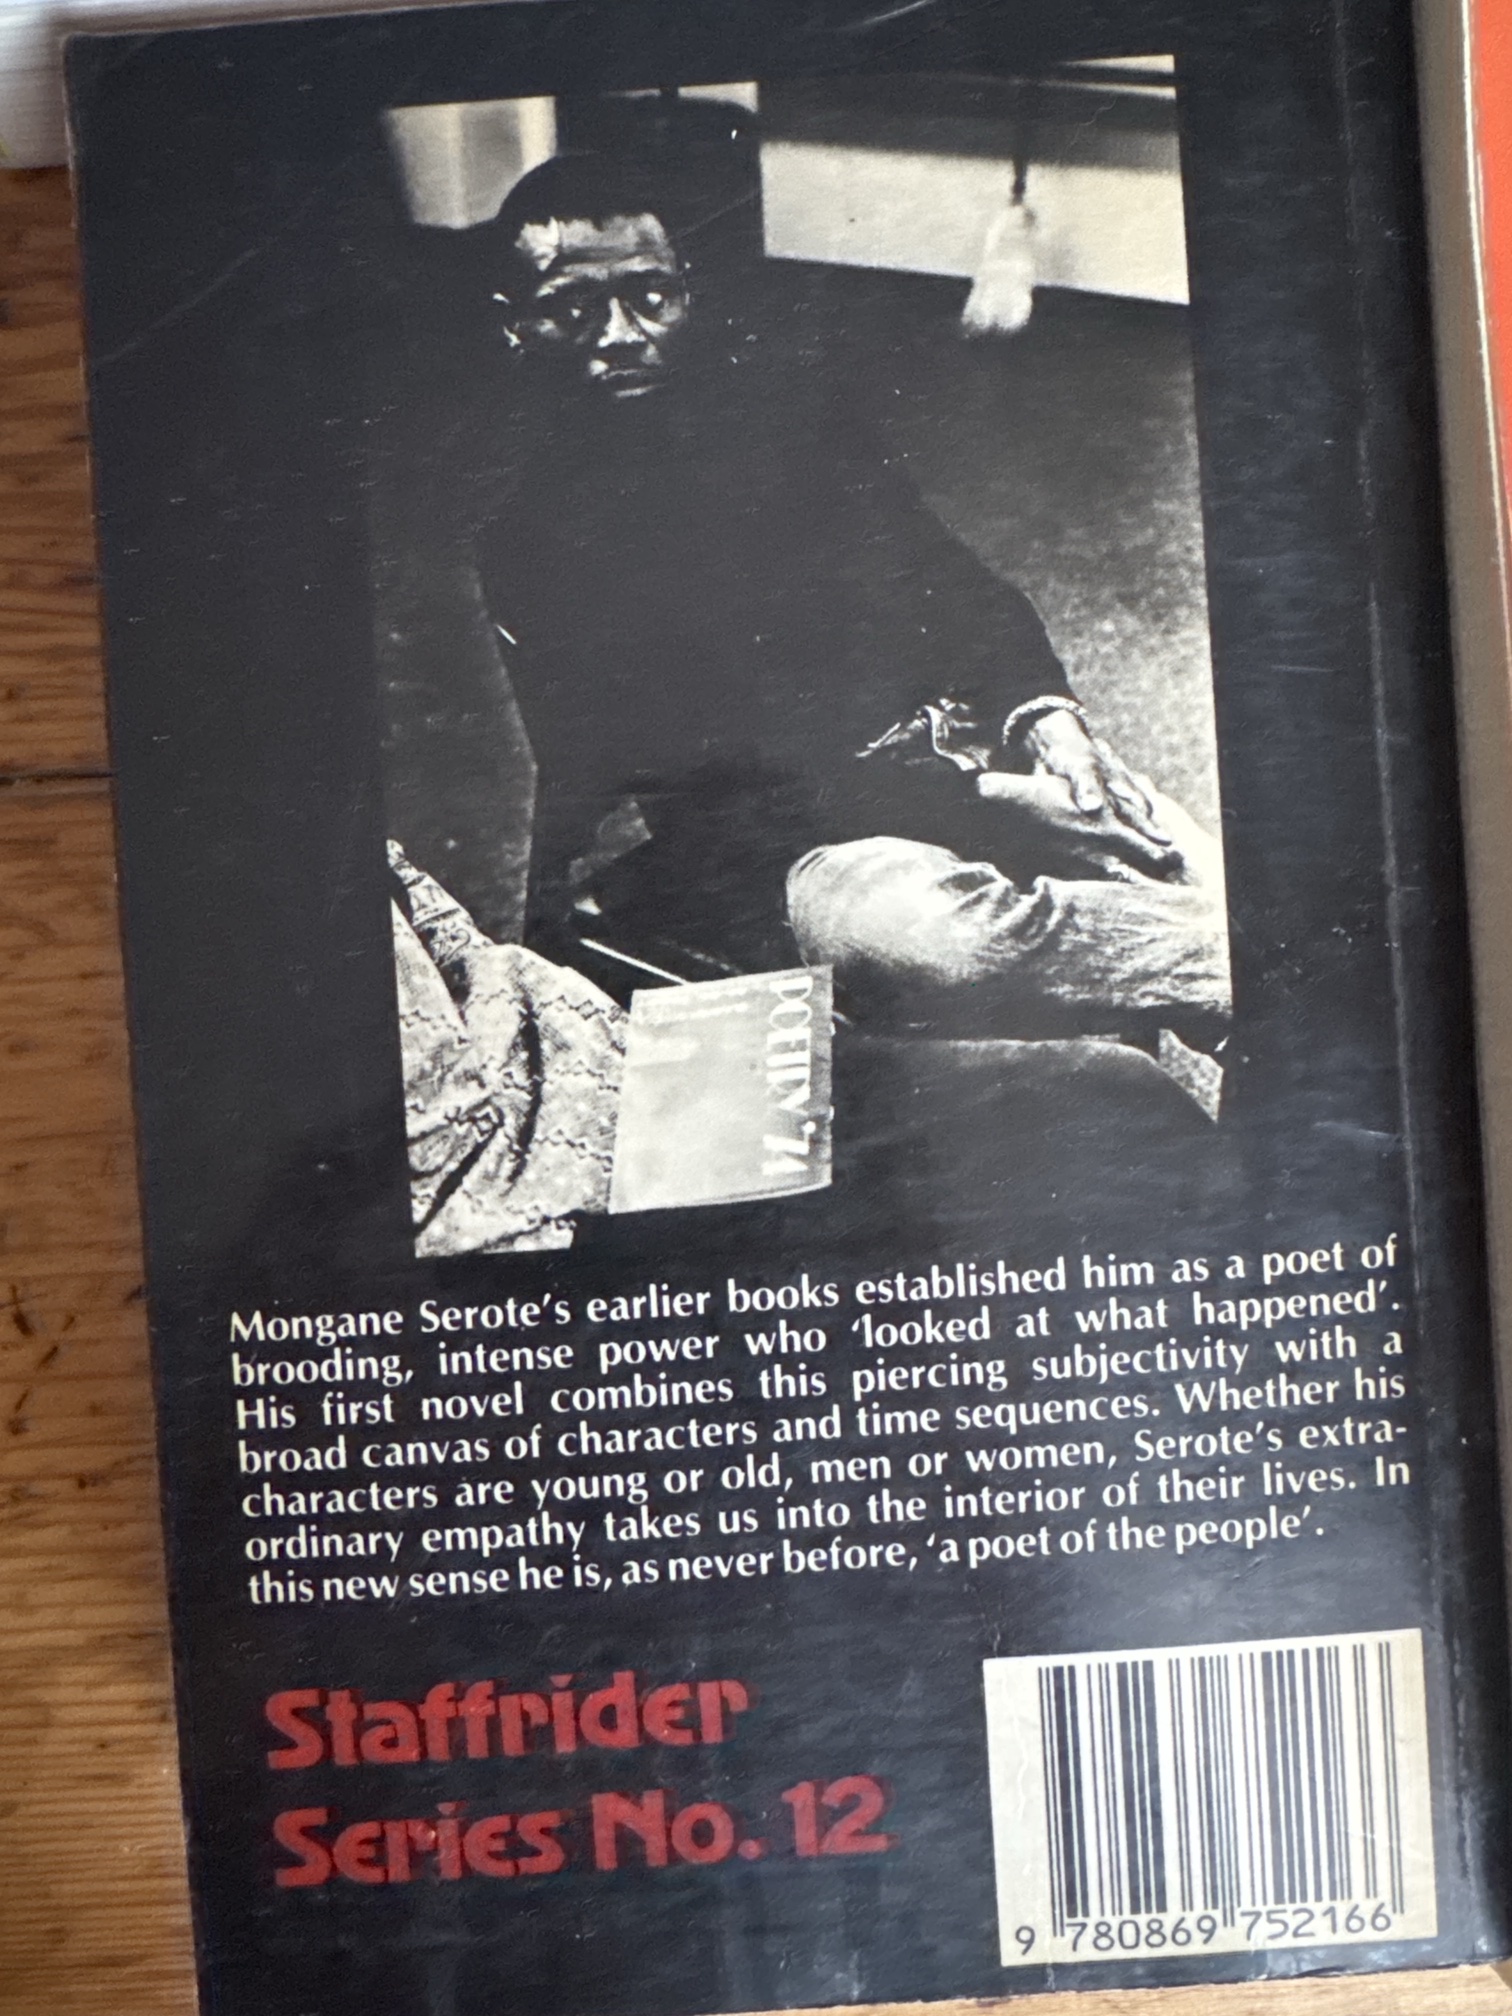 POETRY '74
Mongane Serote's earlier books established him as a poet of
brooding, intense power who 'looked at what happened'.
His first novel combines this piercing subjectivity with a
broad canvas of characters and time sequences. Whether his
characters are young or old, men or women, Serote's extra-
ordinary empathy takes us into the interior of their lives. In
this new sense he is, as never before, 'a poet of the people'.
Staffrider
Series No. 12
9 780869 752166